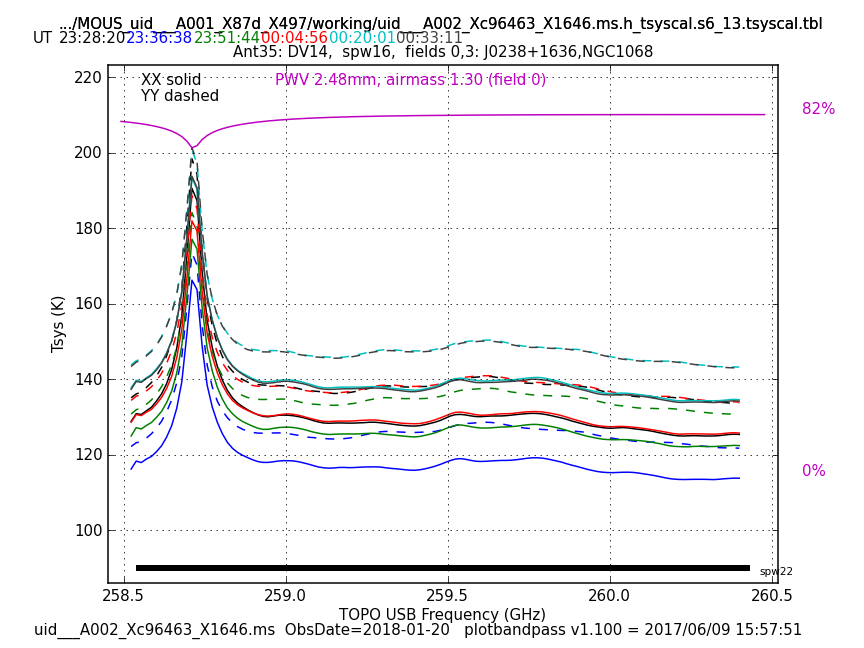 .../MOUS_uid___A001_X87d_X497/working/uid___A002_Xc96463_X1646.ms.h_tsyscal.s6_13.tsyscal.tbl
UT 23:28:20 23:36:38 23:51:44 00:04:56 00:20:01 00:33:11
Ant35: DV14, spw16, fields 0,3: J0238+1636,NGC1068
XX solid PWV 2.48mm, airmass 1.30 (field 0)
YY dashed
82%
0%
Tsys (K)
220
200
180
160
140
120
100
spw22
258.5 259.0 259.5 260.0 260.5
TOPO USB Frequency (GHz)
uid___A002_Xc96463_X1646.ms ObsDate=2018-01-20 plotbandpass v1.100 = 2017/06/09 15:57:51